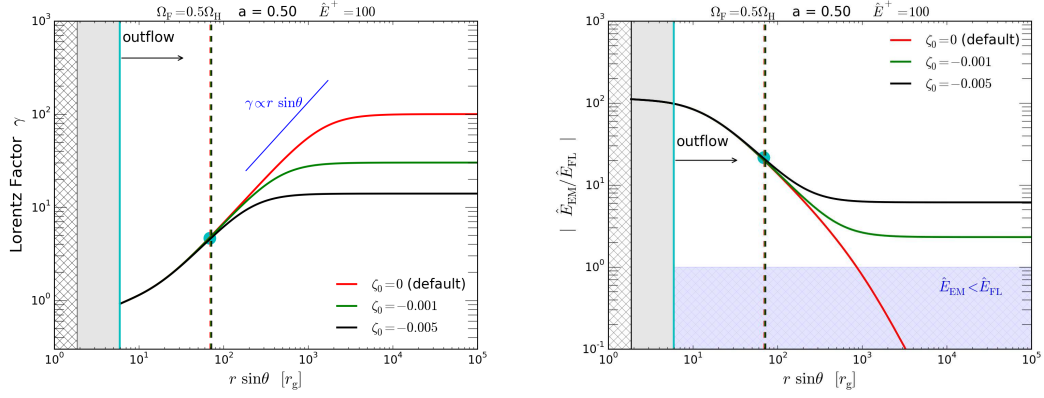 Ω_F=0.5Ω_H a = 0.50 Ê^+=100
outflow
γ∝r sinθ
Lorentz Factor γ
10^3
10^2
10^1
10^0
ζ_0=0 (default)
ζ_0=−0.001
ζ_0=−0.005
10^0 10^1 10^2 10^3 10^4 10^5
r sinθ [r_g]
Ω_F=0.5Ω_H a = 0.50 Ê^+=100
ζ_0=0 (default)
ζ_0=−0.001
ζ_0=−0.005
outflow
| Ê_EM/Ê_FL |
10^3
10^2
10^1
10^0
10^-1
Ê_EM<Ê_FL
10^0 10^1 10^2 10^3 10^4 10^5
r sinθ [r_g]